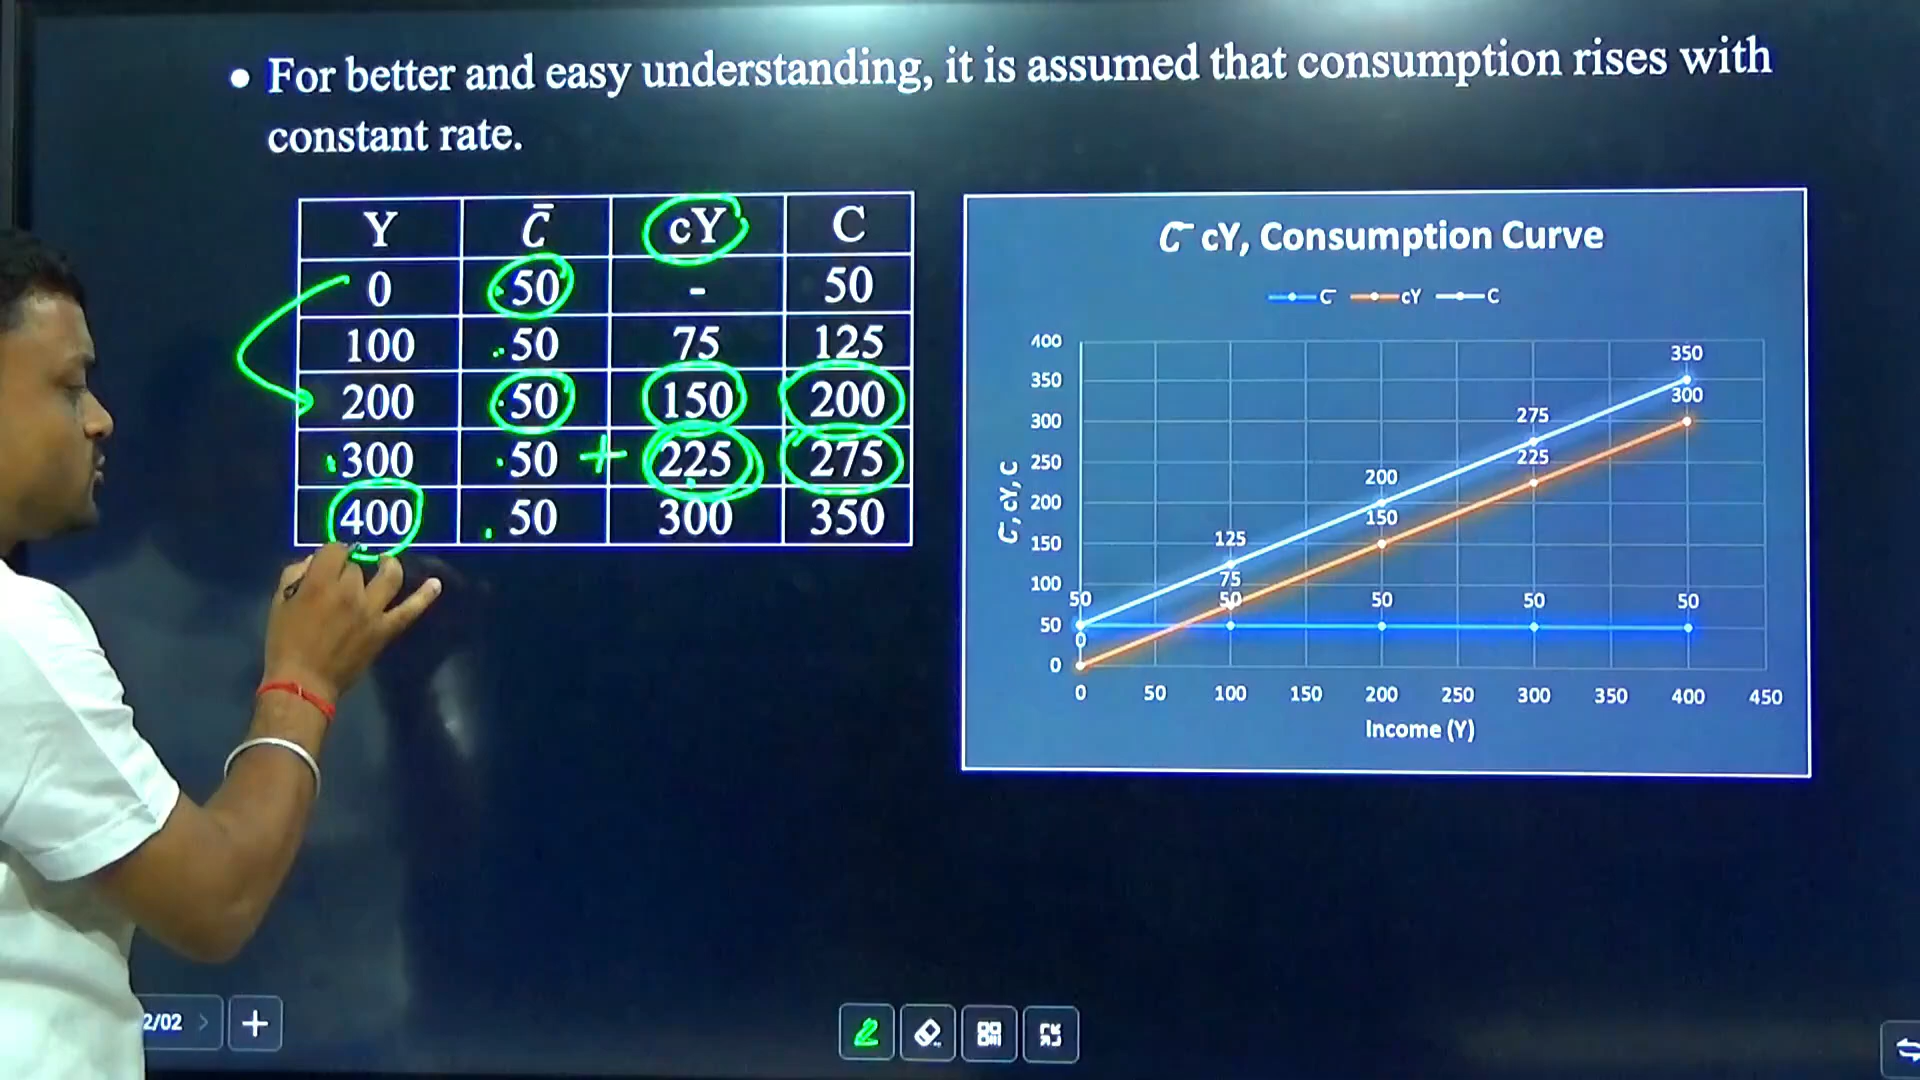 • For better and easy understanding, it is assumed that consumption rises with
constant rate.
Y C̄ cY C
0 50 - 50
100 50 75 125
200 50 150 200
300 50 + 225 275
400 50 300 350
C̄ cY, Consumption Curve
C̄ cY C
400
350
300
250
200
150
100
50
0
C̄, cY, C
350
300
275
225
200
150
125
75
50 50 50 50 50
0
0 50 100 150 200 250 300 350 400 450
Income (Y)
2/02 > +